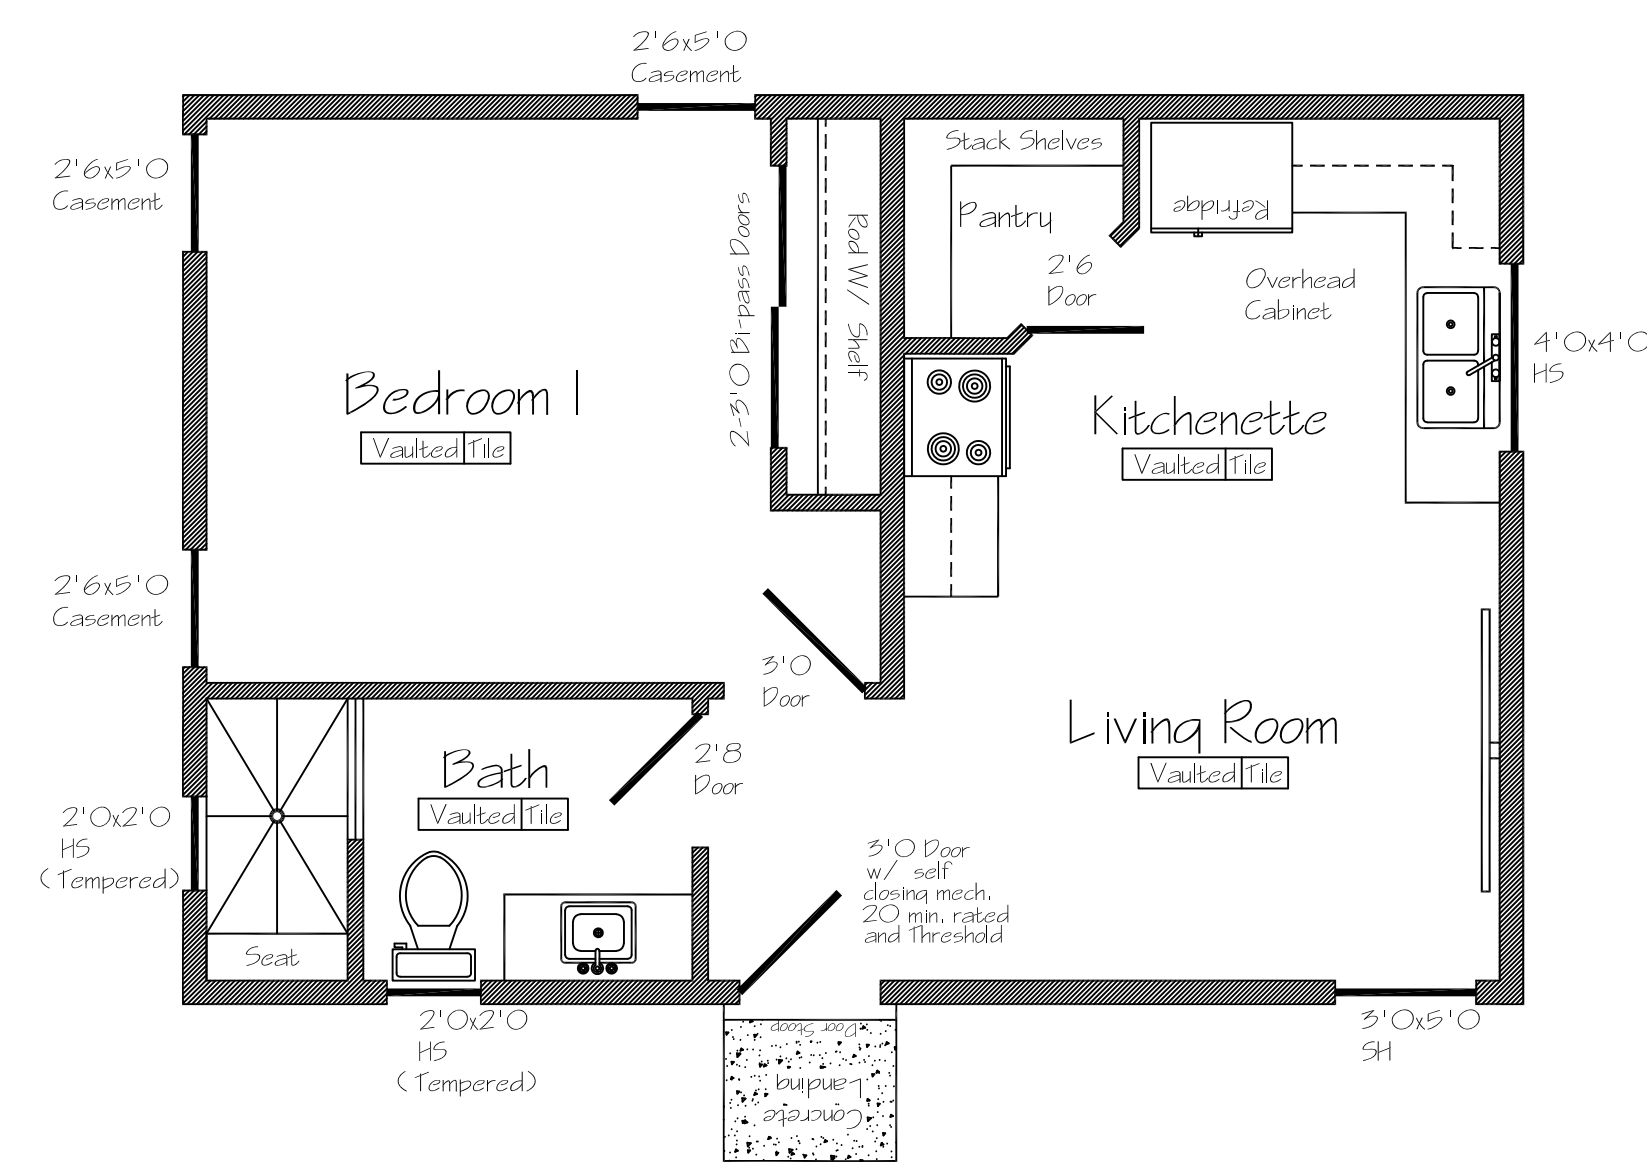 2'6x5'0
Casement
2'6x5'0
Casement
Stack Shelves
Pantry
2'6
Door
Refridge
Overhead
Cabinet
4'0x4'0
HS
2-3'0 Bi-pass Doors
Rod W/ Shelf
Bedroom 1
Vaulted Tile
Kitchenette
Vaulted Tile
2'6x5'0
Casement
3'0
Door
Living Room
Vaulted Tile
Bath
Vaulted Tile
2'8
Door
2'0x2'0
HS
(Tempered)
Seat
3'0 Door
w/ self
closing mech.
20 min. rated
and Threshold
2'0x2'0
HS
(Tempered)
3'0x5'0
SH
Door Stoop
Concrete
Landing